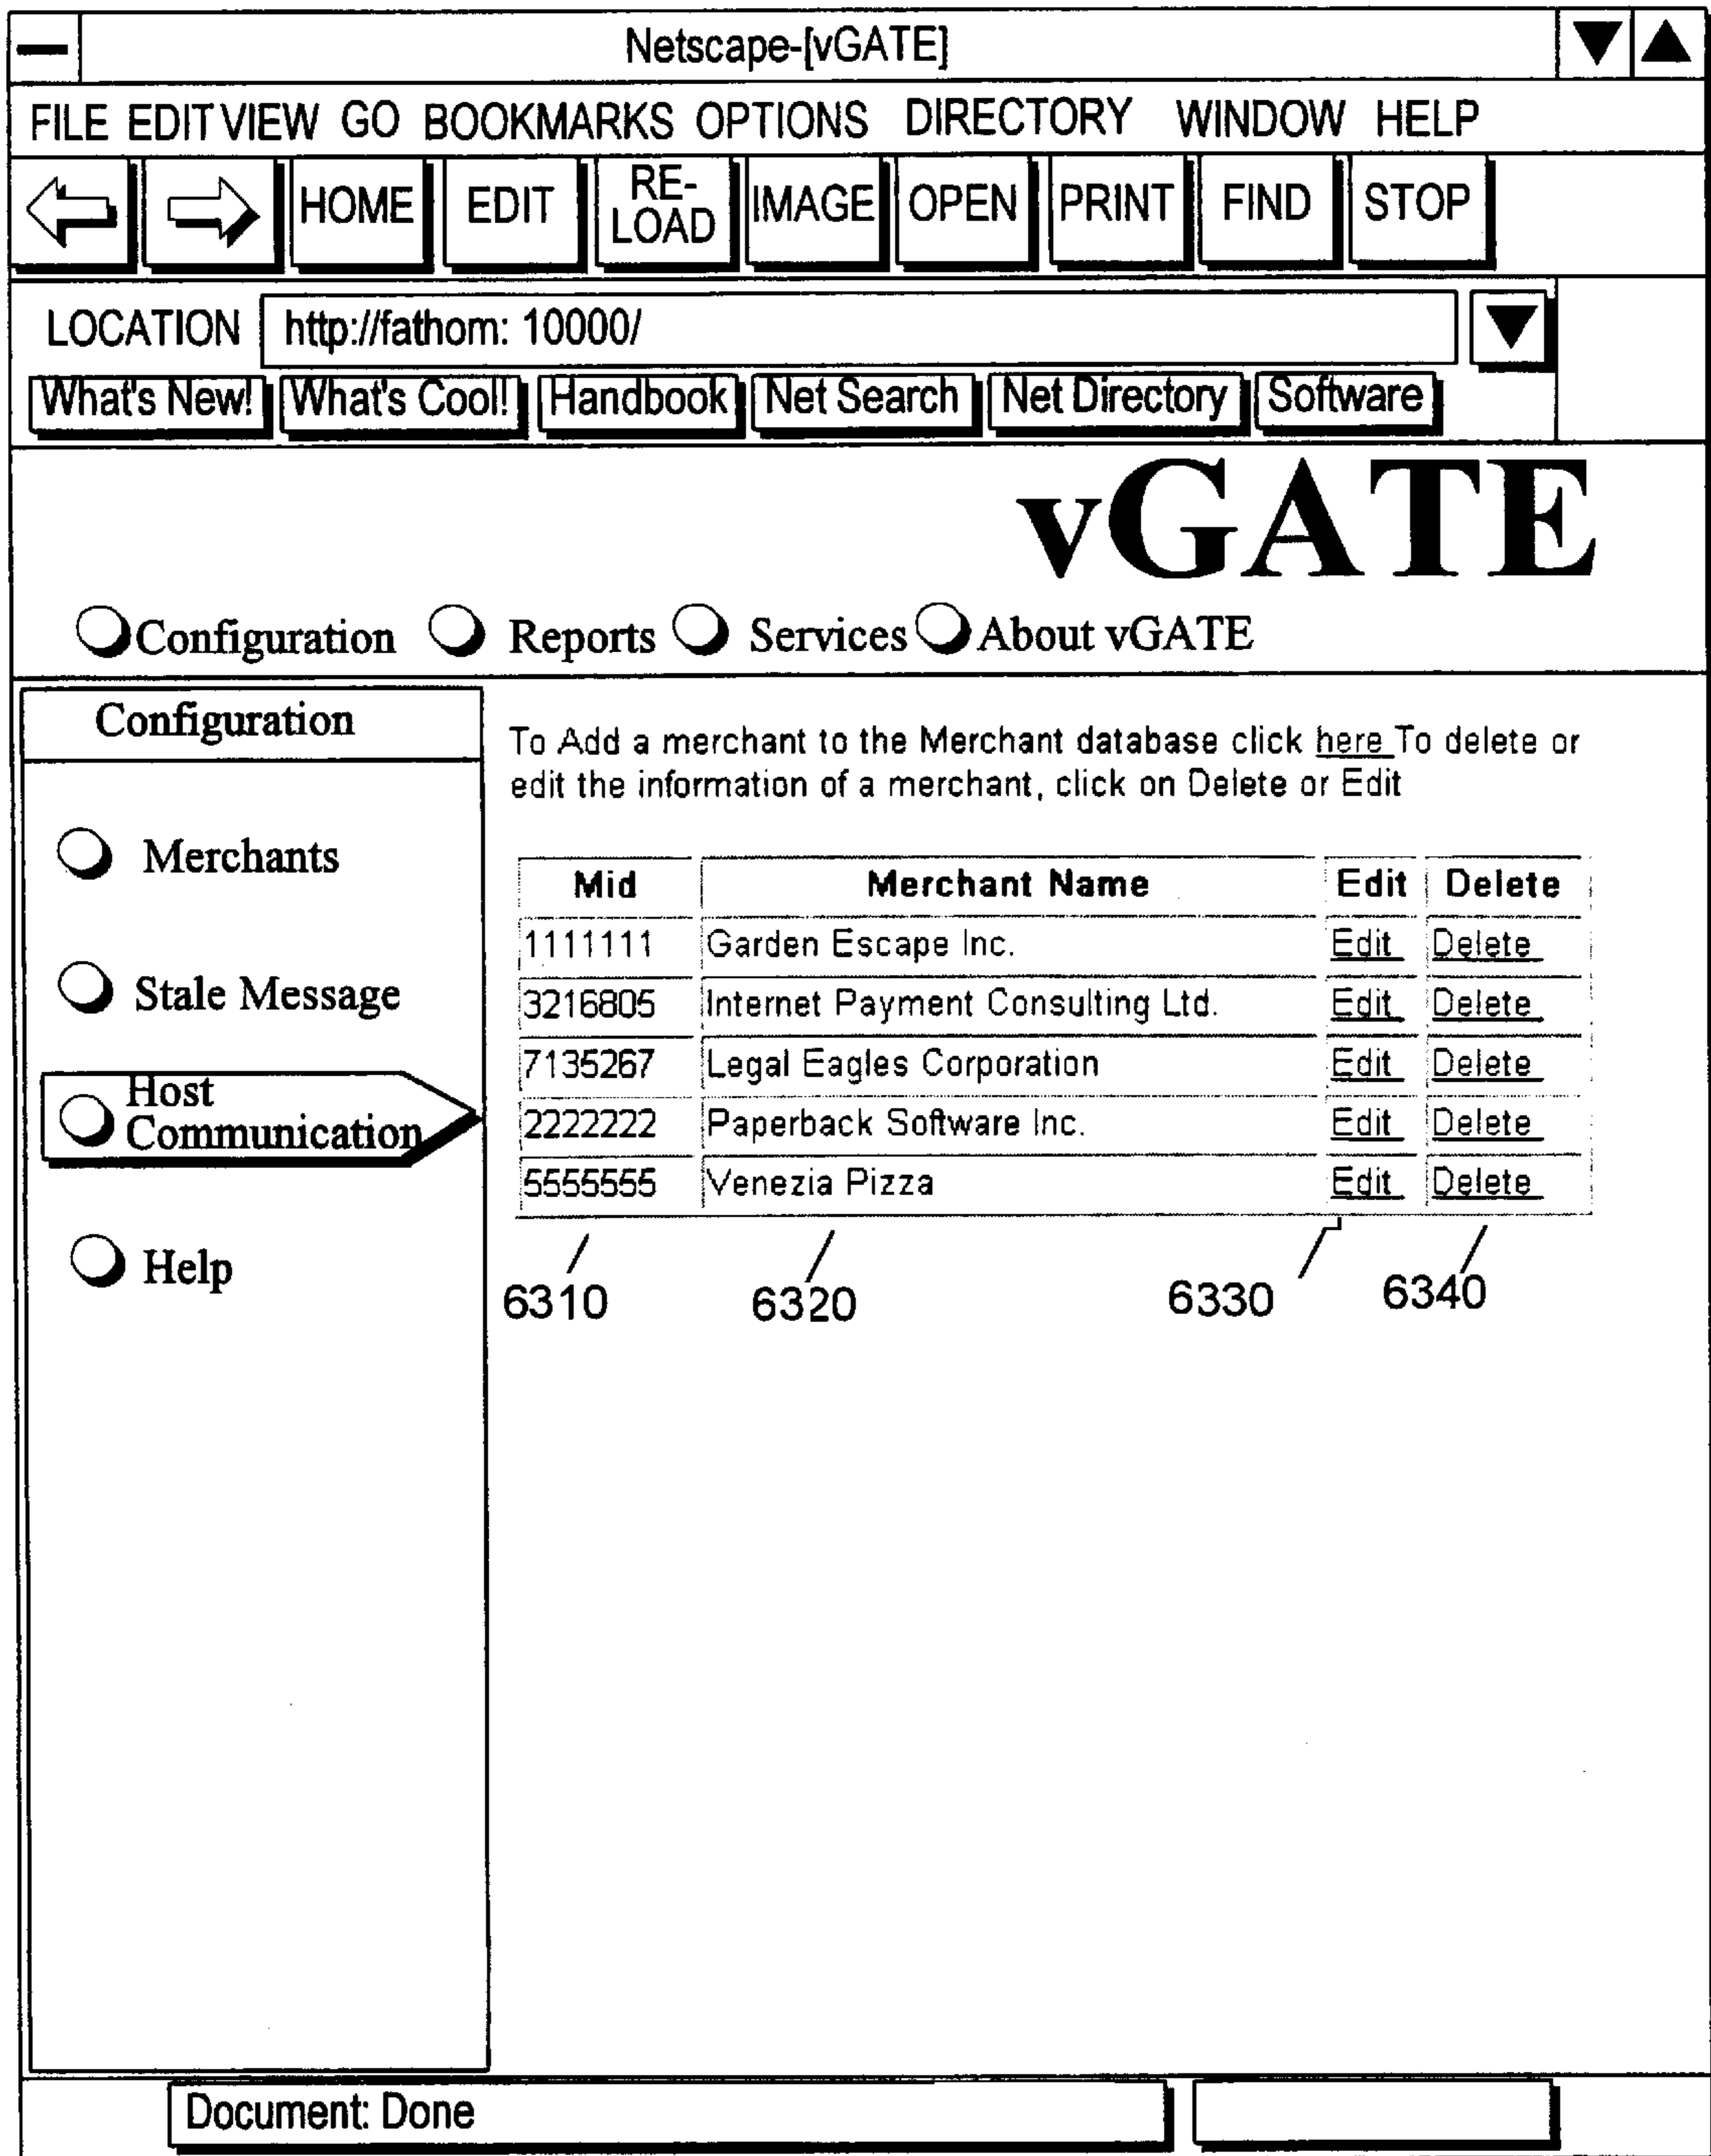 Netscape-[vGATE]
FILE EDIT VIEW GO BOOKMARKS OPTIONS DIRECTORY WINDOW HELP
HOME EDIT RE-LOAD IMAGE OPEN PRINT FIND STOP
LOCATION http://fathom: 10000/
What's New! What's Cool! Handbook Net Search Net Directory Software
vGATE
Configuration Reports Services About vGATE
Configuration
Merchants
Stale Message
Host
Communication
Help
To Add a merchant to the Merchant database click here To delete or
edit the information of a merchant, click on Delete or Edit
Mid Merchant Name Edit Delete
1111111 Garden Escape Inc. Edit Delete
3216805 Internet Payment Consulting Ltd. Edit Delete
7135267 Legal Eagles Corporation Edit Delete
2222222 Paperback Software Inc. Edit Delete
5555555 Venezia Pizza Edit Delete
6310 6320 6330 6340
Document: Done